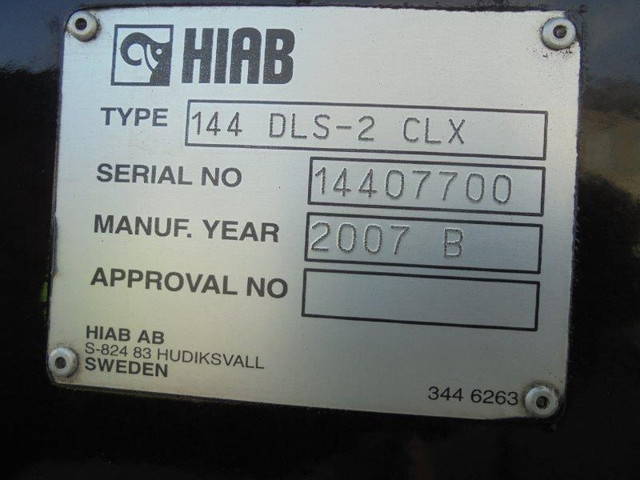 HIAB
TYPE 144 DLS-2 CLX
SERIAL NO 14407700
MANUF. YEAR 2007 B
APPROVAL NO
HIAB AB
S-824 83 HUDIKSVALL
SWEDEN
344 6263